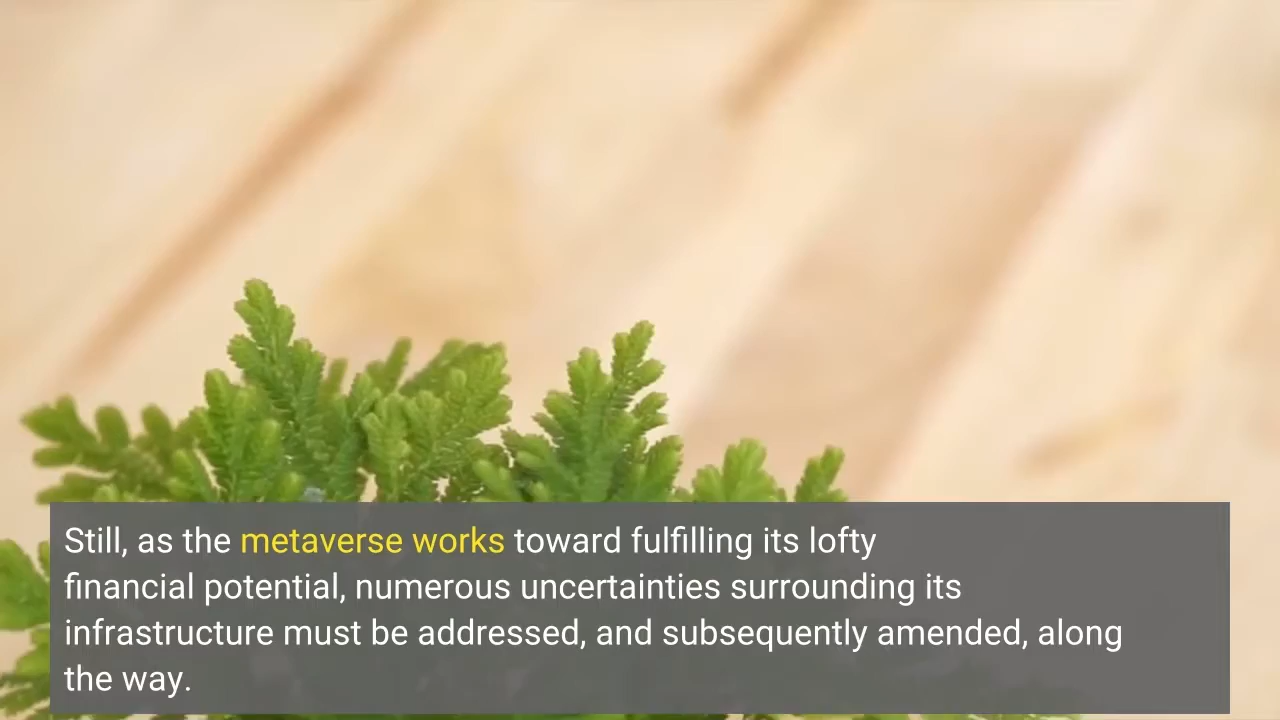 Still, as the metaverse works toward fulfilling its lofty
financial potential, numerous uncertainties surrounding its
infrastructure must be addressed, and subsequently amended, along
the way.